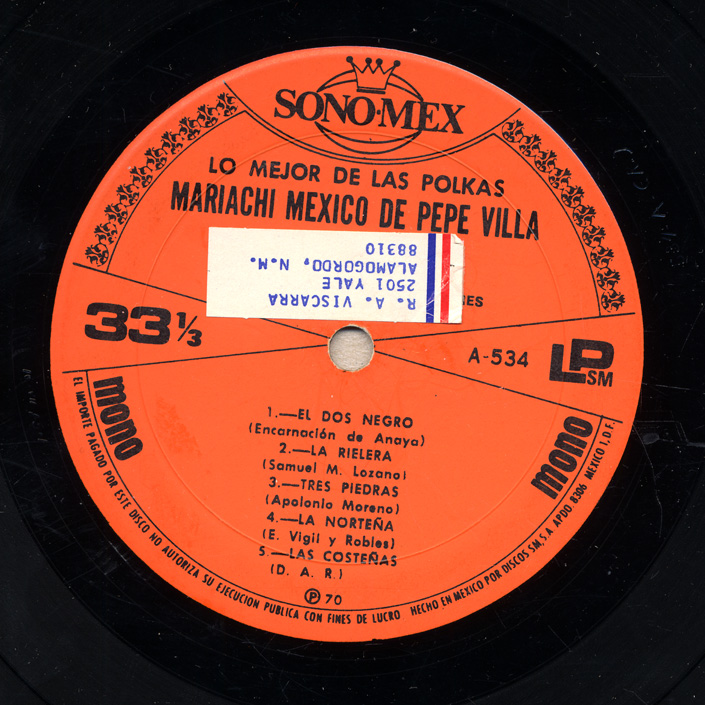 SONO-MEX
LO MEJOR DE LAS POLKAS
MARIACHI MEXICO DE PEPE VILLA
R. A. VISCARRA
2501 YALE
ALAMOGORDO, N.M.
88310
33 1/3
A-534
LP SM
mono
mono
1.—EL DOS NEGRO
(Encarnación de Anaya)
2.—LA RIELERA
(Samuel M. Lozano)
3.—TRES PIEDRAS
(Apolonio Moreno)
4.—LA NORTEÑA
(E. Vigil y Robles)
5.—LAS COSTEÑAS
(D. A. R.)
Ⓟ 70
EL IMPORTE PAGADO POR ESTE DISCO NO AUTORIZA SU EJECUCION PUBLICA CON FINES DE LUCRO HECHO EN MEXICO POR DISCOS SM, S.A. APDO 8306 MEXICO 1, D.F.